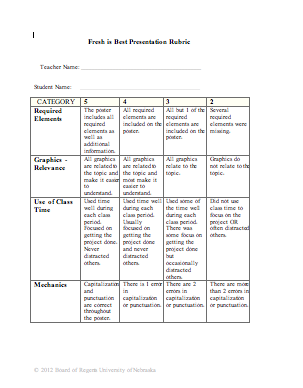 Fresh is Best Presentation Rubric
Teacher Name:
Student Name:
CATEGORY 5 4 3 2
Required Elements
The poster
includes all
required
elements as
well as
additional
information.
All required
elements are
included on the
poster.
All but 1 of the
required
elements are
included on the
poster.
Several
required
elements were
missing.
Graphics -
Relevance
All graphics
are related to
the topic and
make it easier
to
understand.
All graphics
are related to
the topic and
most make it
easier to
understand.
All graphics
relate to the
topic.
Graphics do
not relate to the
topic.
Use of Class
Time
Used time
well during
each class
period.
Focused on
getting the
project done.
Never
distracted
others.
Used time well
during each
class period.
Usually
focused on
getting the
project done
and never
distracted
others.
Used some of
the time well
during each
class period.
There was
some focus on
getting the
project done
but
occasionally
distracted
others.
Did not use
class time to
focus on the
project OR
often distracted
others.
Mechanics
Capitalization
and
punctuation
are correct
throughout
the poster.
There is 1 error
in
capitalization
or punctuation.
There are 2
errors in
capitalization
or punctuation.
There are more
than 2 errors in
capitalization
or punctuation.
© 2012 Board of Regents University of Nebraska